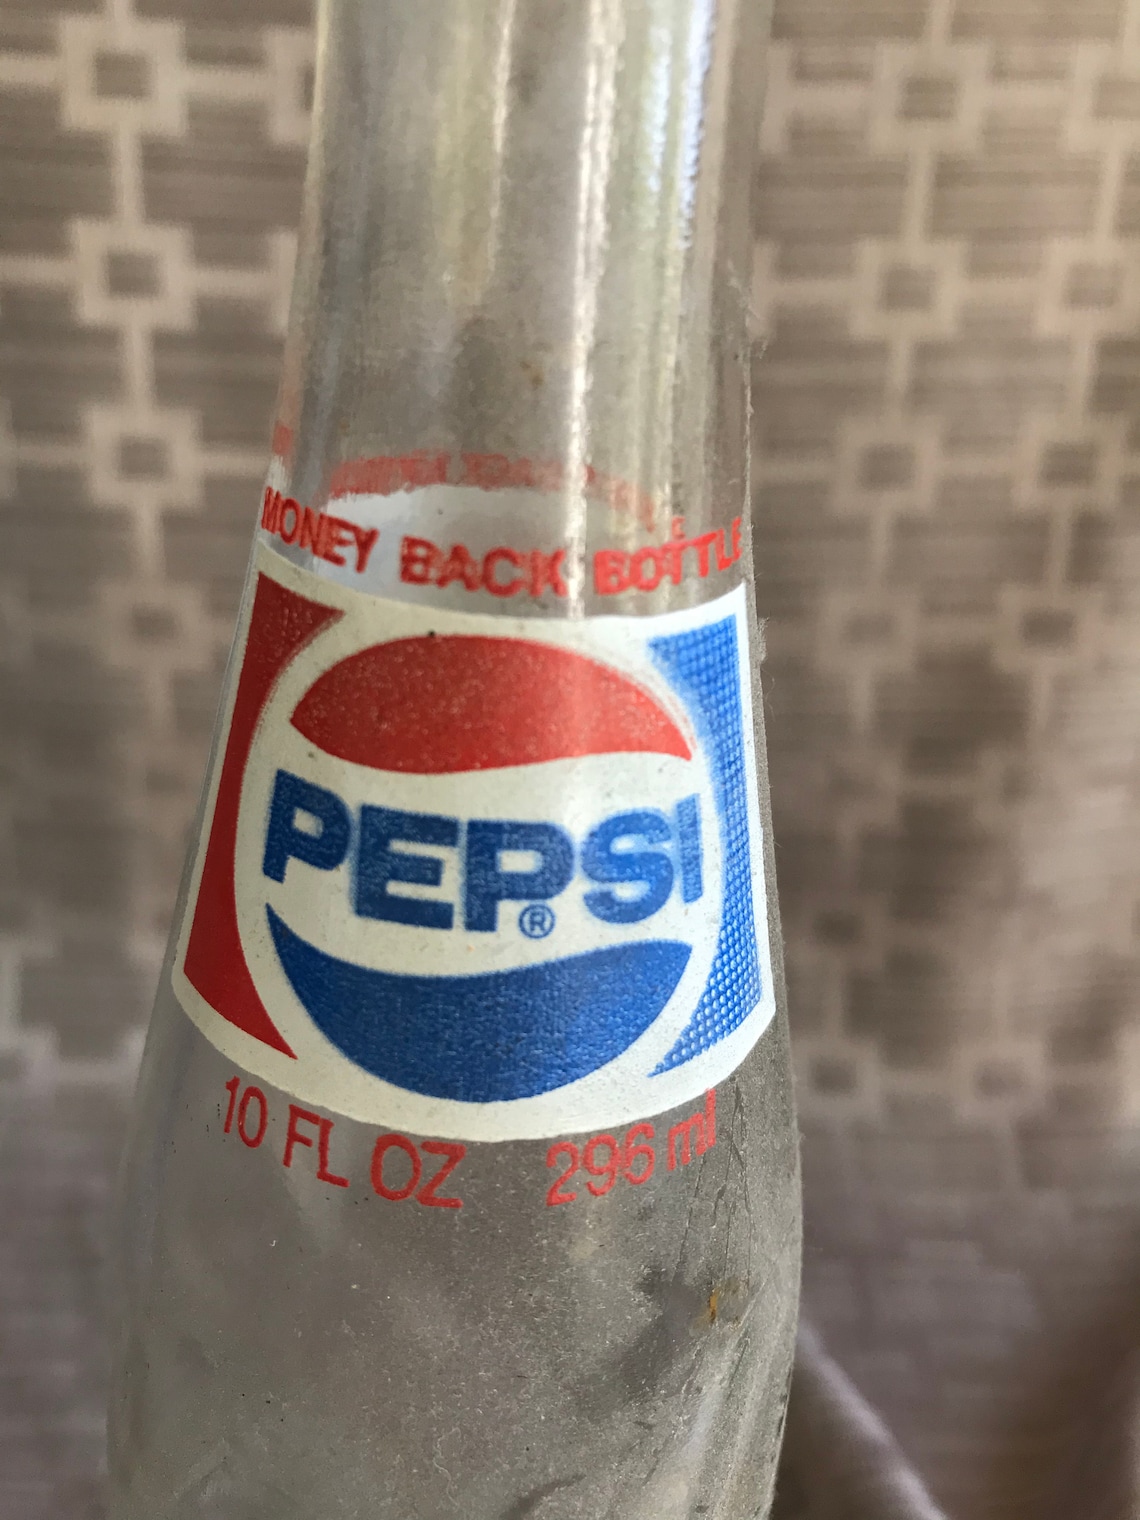 MONEY BACK BOTTLE
PEPSI®
10 FL OZ 296 ml